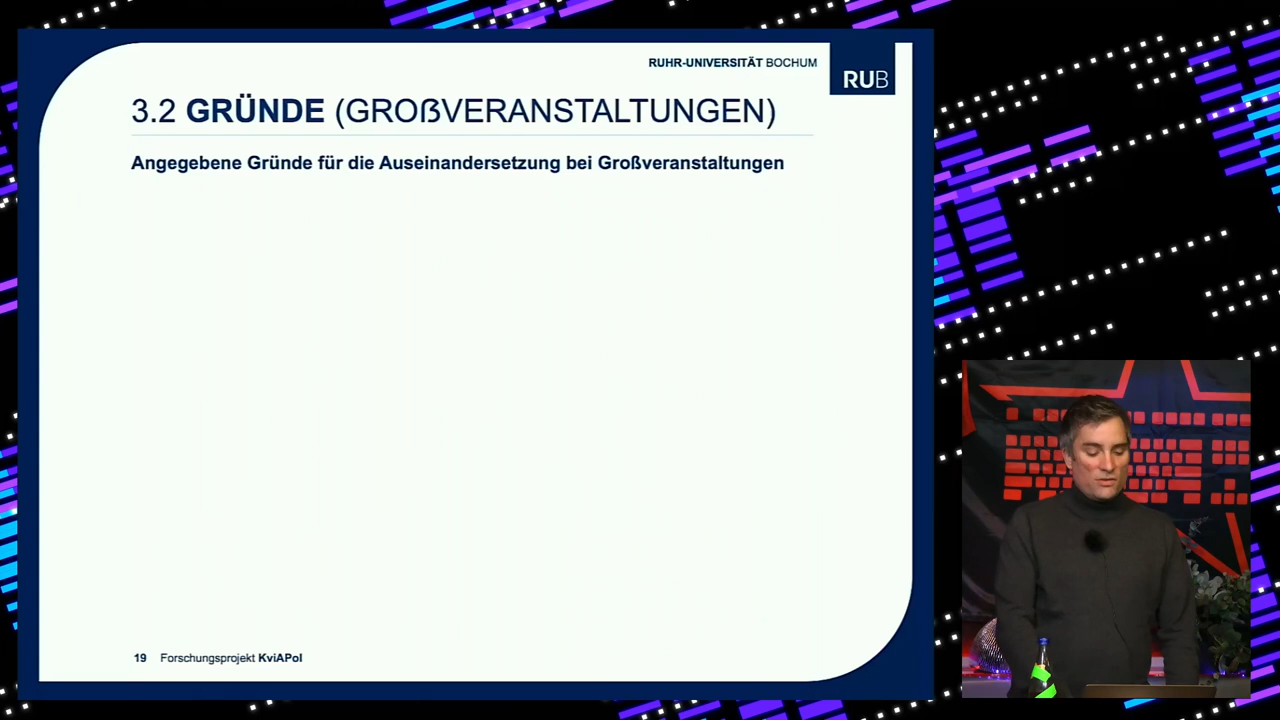 RUHR-UNIVERSITÄT BOCHUM
RUB
3.2 GRÜNDE (GROßVERANSTALTUNGEN)
Angegebene Gründe für die Auseinandersetzung bei Großveranstaltungen
19 Forschungsprojekt KviAPol